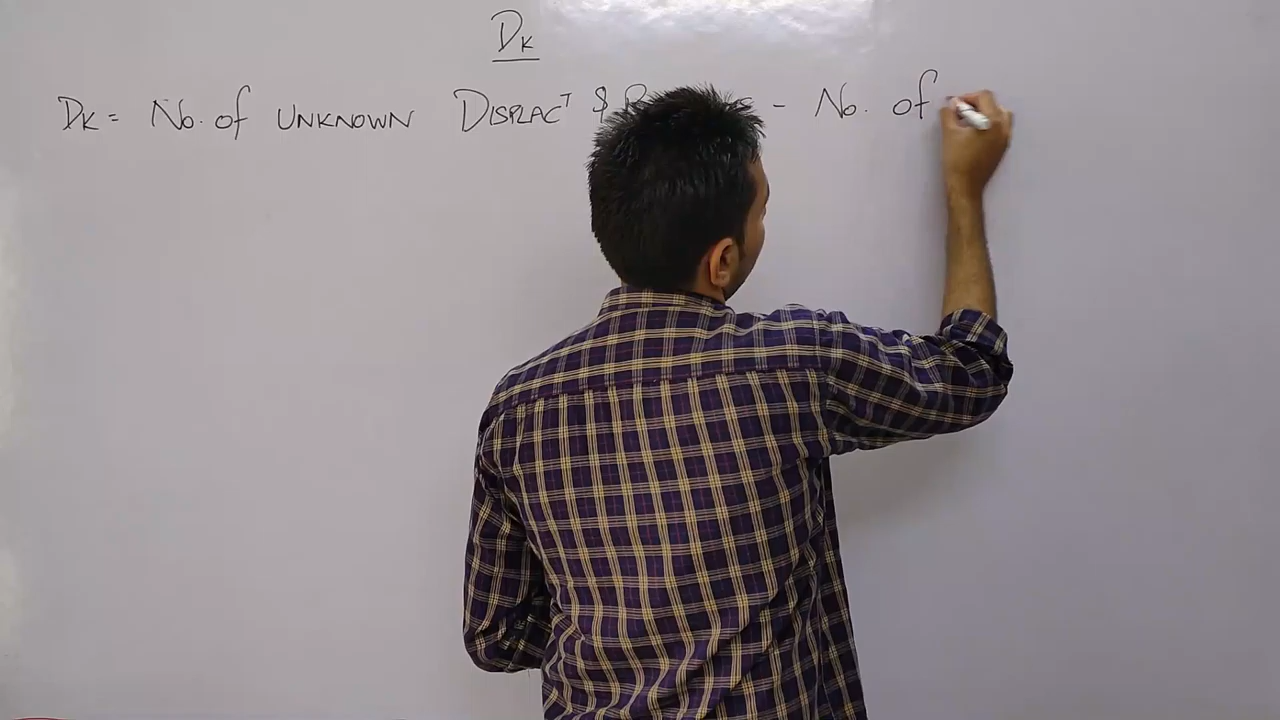 Dk
Dk = No. of UNKNOWN DISPLACT & - No. of